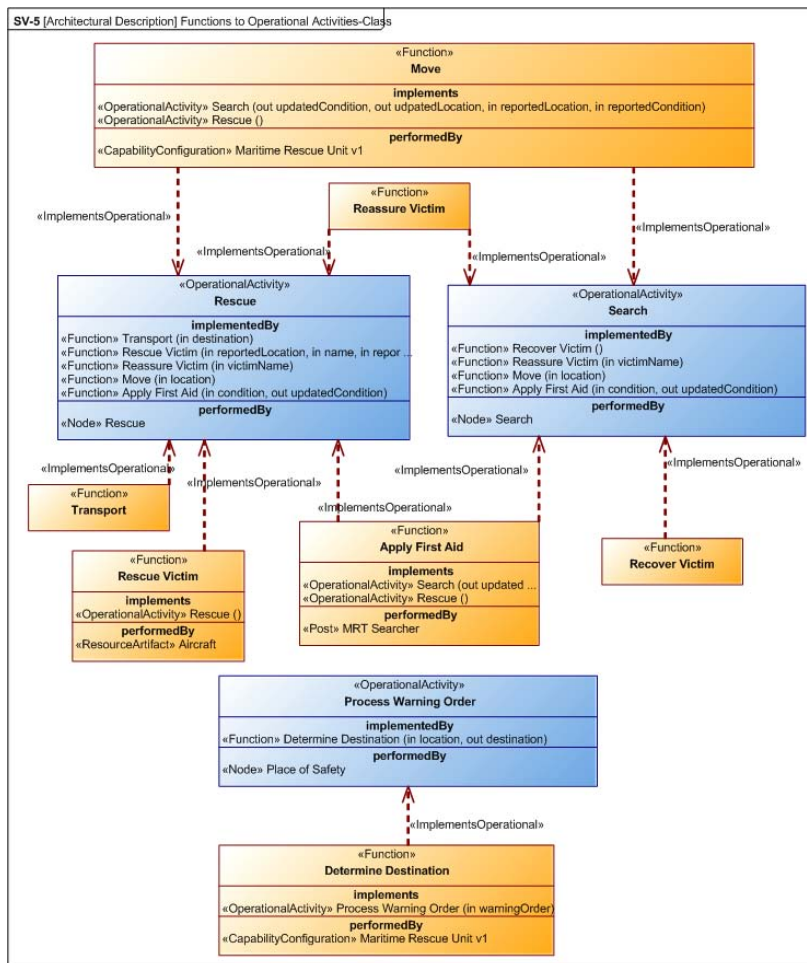 SV-5 [Architectural Description] Functions to Operational Activities-Class
«Function»
Move
implements
«OperationalActivity» Search (out updatedCondition, out udpatedLocation, in reportedLocation, in reportedCondition)
«OperationalActivity» Rescue ()
performedBy
«CapabilityConfiguration» Maritime Rescue Unit v1
«Function»
Reassure Victim
«ImplementsOperational»
«ImplementsOperational»
«ImplementsOperational»
«ImplementsOperational»
«OperationalActivity»
Rescue
implementedBy
«Function» Transport (in destination)
«Function» Rescue Victim (in reportedLocation, in name, in repor ...
«Function» Reassure Victim (in victimName)
«Function» Move (in location)
«Function» Apply First Aid (in condition, out updatedCondition)
performedBy
«Node» Rescue
«OperationalActivity»
Search
implementedBy
«Function» Recover Victim ()
«Function» Reassure Victim (in victimName)
«Function» Move (in location)
«Function» Apply First Aid (in condition, out updatedCondition)
performedBy
«Node» Search
«ImplementsOperational»
«ImplementsOperational»
«ImplementsOperational»
«ImplementsOperational»
«ImplementsOperational»
«Function»
Transport
«Function»
Rescue Victim
implements
«OperationalActivity» Rescue ()
performedBy
«ResourceArtifact» Aircraft
«Function»
Apply First Aid
implements
«OperationalActivity» Search (out updated ...
«OperationalActivity» Rescue ()
performedBy
«Post» MRT Searcher
«Function»
Recover Victim
«OperationalActivity»
Process Warning Order
implementedBy
«Function» Determine Destination (in location, out destination)
performedBy
«Node» Place of Safety
«ImplementsOperational»
«Function»
Determine Destination
implements
«OperationalActivity» Process Warning Order (in warningOrder)
performedBy
«CapabilityConfiguration» Maritime Rescue Unit v1